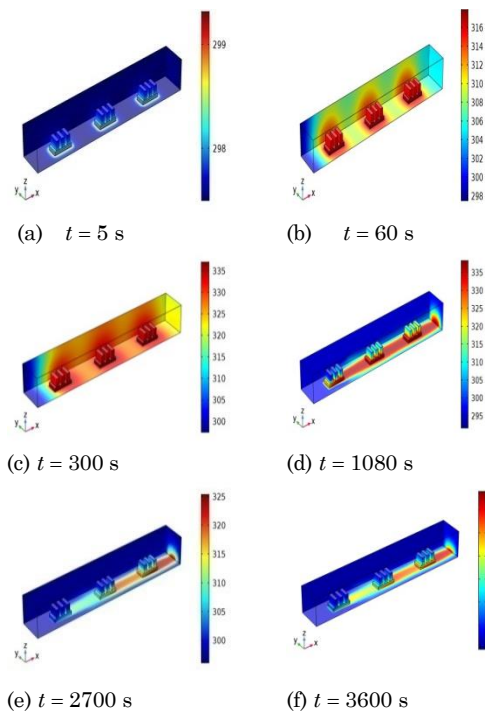 299
298
z
y
x
(a) t = 5 s
316
314
312
310
308
306
304
302
300
298
z
y
x
(b) t = 60 s
335
330
325
320
315
310
305
300
z
y
x
(c) t = 300 s
335
330
325
320
315
310
305
300
295
z
y
x
(d) t = 1080 s
325
320
315
310
305
300
z
y
x
(e) t = 2700 s
z
y
x
(f) t = 3600 s